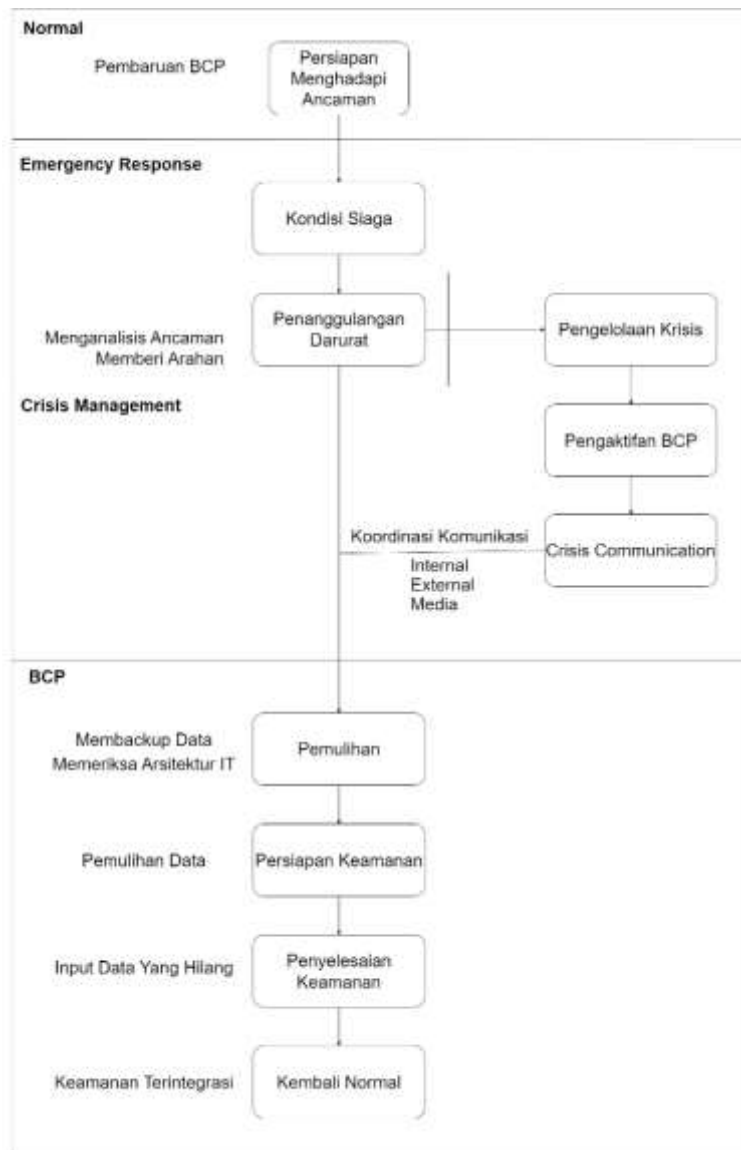 Normal
Pembaruan BCP
Persiapan
Menghadapi
Ancaman
Emergency Response
Kondisi Siaga
Menganalisis Ancaman
Memberi Arahan
Penanggulangan
Darurat
Pengelolaan Krisis
Crisis Management
Pengaktifan BCP
Koordinasi Komunikasi
Internal
External
Media
Crisis Communication
BCP
Membackup Data
Memeriksa Arsitektur IT
Pemulihan
Pemulihan Data
Persiapan Keamanan
Input Data Yang Hilang
Penyelesaian
Keamanan
Keamanan Terintegrasi
Kembali Normal